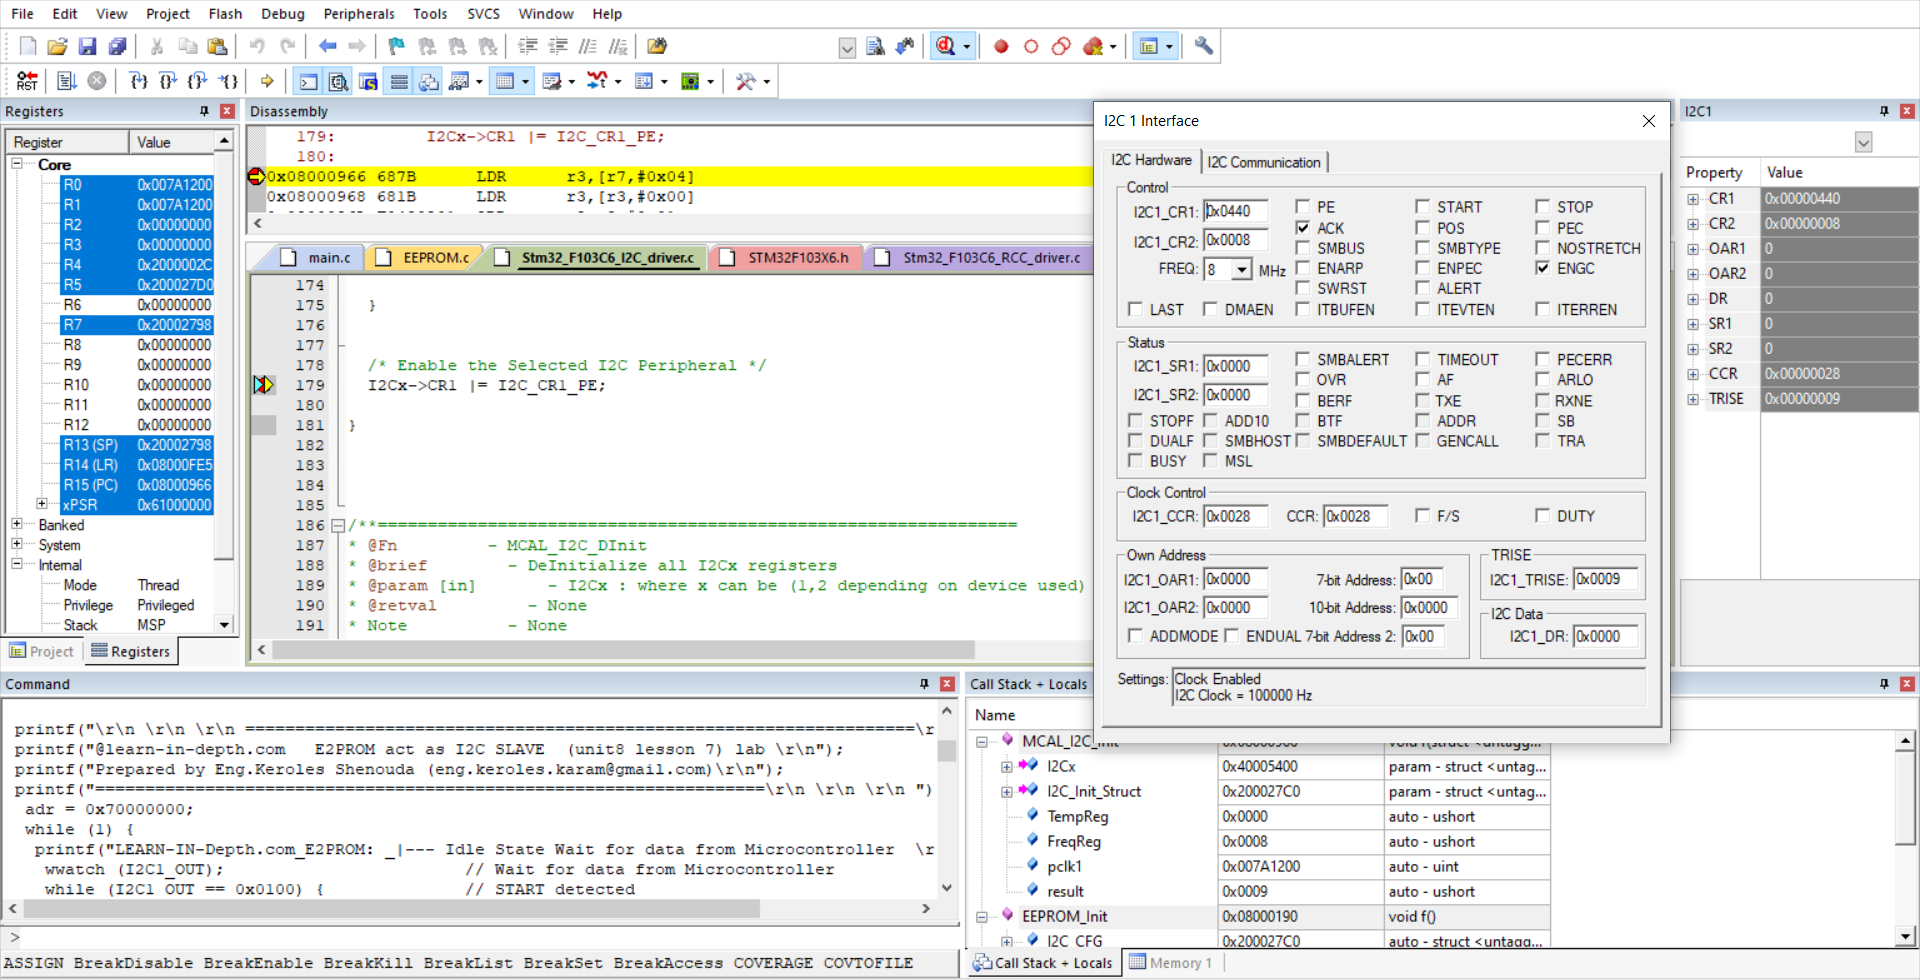 File Edit View Project Flash Debug Peripherals Tools SVCS Window Help
RST
Registers
Register Value
Core
R0 0x007A1200
R1 0x007A1200
R2 0x00000000
R3 0x00000000
R4 0x2000002C
R5 0x200027D0
R6 0x00000000
R7 0x20002798
R8 0x00000000
R9 0x00000000
R10 0x00000000
R11 0x00000000
R12 0x00000000
R13 (SP) 0x20002798
R14 (LR) 0x08000FE5
R15 (PC) 0x08000966
xPSR 0x61000000
Banked
System
Internal
Mode Thread
Privilege Privileged
Stack MSP
Project Registers
Disassembly
179: I2Cx->CR1 |= I2C_CR1_PE;
180:
0x08000966 687B LDR r3,[r7,#0x04]
0x08000968 681B LDR r3,[r3,#0x00]
main.c EEPROM.c Stm32_F103C6_I2C_driver.c STM32F103X6.h Stm32_F103C6_RCC_driver.c
174
175 }
176
177
178 /* Enable the Selected I2C Peripheral */
179 I2Cx->CR1 |= I2C_CR1_PE;
180
181 }
182
183
184
185
186 /**================================================================
187 * @Fn - MCAL_I2C_DInit
188 * @brief - DeInitialize all I2Cx registers
189 * @param [in] - I2Cx : where x can be (1,2 depending on device used)
190 * @retval - None
191 * Note - None
I2C 1 Interface
I2C Hardware I2C Communication
Control
I2C1_CR1: 0x0440 PE START STOP
ACK POS PEC
I2C1_CR2: 0x0008 SMBUS SMBTYPE NOSTRETCH
FREQ: 8 MHz ENARP ENPEC ENGC
SWRST ALERT
LAST DMAEN ITBUFEN ITEVTEN ITERREN
Status
I2C1_SR1: 0x0000 SMBALERT TIMEOUT PECERR
OVR AF ARLO
I2C1_SR2: 0x0000 BERF TXE RXNE
STOPF ADD10 BTF ADDR SB
DUALF SMBHOST SMBDEFAULT GENCALL TRA
BUSY MSL
Clock Control
I2C1_CCR: 0x0028 CCR: 0x0028 F/S DUTY
Own Address
I2C1_OAR1: 0x0000 7-bit Address: 0x00
I2C1_OAR2: 0x0000 10-bit Address: 0x0000
ADDMODE ENDUAL 7-bit Address 2: 0x00
TRISE
I2C1_TRISE: 0x0009
I2C Data
I2C1_DR: 0x0000
Settings: Clock Enabled
I2C Clock = 100000 Hz
I2C1
Property Value
CR1 0x00000440
CR2 0x00000008
OAR1 0
OAR2 0
DR 0
SR1 0
SR2 0
CCR 0x00000028
TRISE 0x00000009
Command
printf("\r\n \r\n \r\n ===================================================================\r
printf("@learn-in-depth.com E2PROM act as I2C SLAVE (unit8 lesson 7) lab \r\n");
printf("Prepared by Eng.Keroles Shenouda (eng.keroles.karam@gmail.com)\r\n");
printf("===================================================================\r\n \r\n \r\n ")
adr = 0x70000000;
while (1) {
printf("LEARN-IN-Depth.com_E2PROM: _|--- Idle State Wait for data from Microcontroller \r
wwatch (I2C1_OUT); // Wait for data from Microcontroller
while (I2C1_OUT == 0x0100) { // START detected
>
ASSIGN BreakDisable BreakEnable BreakKill BreakList BreakSet BreakAccess COVERAGE COVTOFILE
Call Stack + Locals
Name
MCAL_I2C_Init
I2Cx 0x40005400 param - struct <untag...
I2C_Init_Struct 0x200027C0 param - struct <untag...
TempReg 0x0000 auto - ushort
FreqReg 0x0008 auto - ushort
pclk1 0x007A1200 auto - uint
result 0x0009 auto - ushort
EEPROM_Init 0x08000190 void f()
I2C_CFG 0x200027C0 auto - struct <untag...
Call Stack + Locals Memory 1